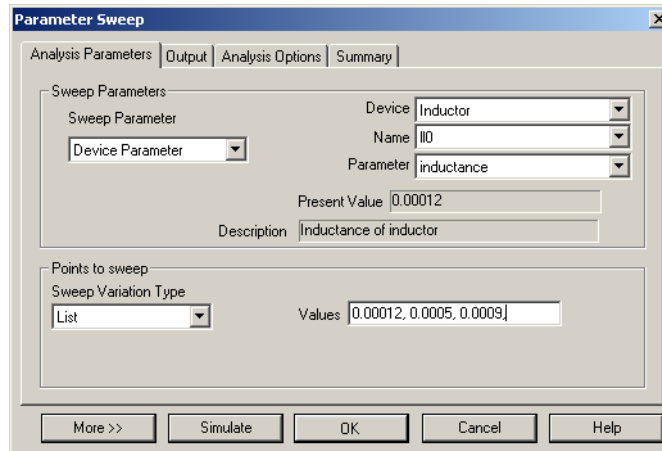 Parameter Sweep
Analysis Parameters Output Analysis Options Summary
Sweep Parameters
Sweep Parameter
Device Parameter
Device Inductor
Name llO
Parameter inductance
Present Value 0.00012
Description Inductance of inductor
Points to sweep
Sweep Variation Type
List
Values 0.00012, 0.0005, 0.0009,
More >> Simulate OK Cancel Help